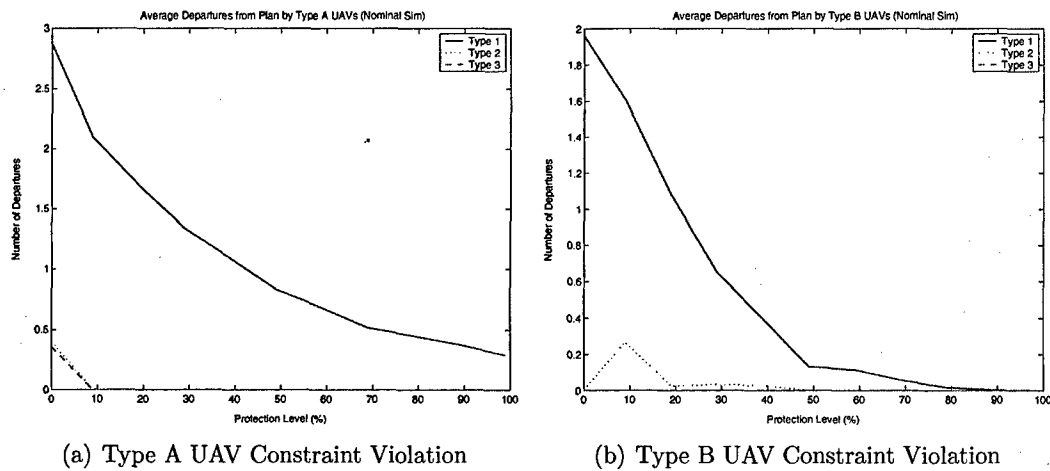 Average Departures from Plan by Type A UAVs (Nominal Sim)
Type 1
Type 2
Type 3
3
2.5
2
1.5
1
0.5
0
Number of Departures
0 10 20 30 40 50 60 70 80 90 100
Protection Level (%)
(a) Type A UAV Constraint Violation
Average Departures from Plan by Type B UAVs (Nominal Sim)
Type 1
Type 2
Type 3
2
1.8
1.6
1.4
1.2
1
0.8
0.6
0.4
0.2
0
Number of Departures
0 10 20 30 40 50 60 70 80 90 100
Protection Level (%)
(b) Type B UAV Constraint Violation